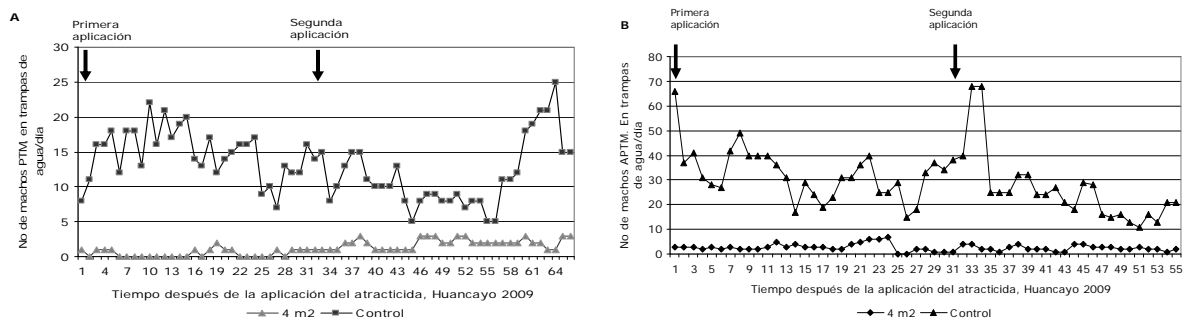 A
Primera
aplicación
Segunda
aplicación
No de machos PTM. en trampas de
agua/día
30
25
20
15
10
5
0
1 4 7 10 13 16 19 22 25 28 31 34 37 40 43 46 49 52 55 58 61 64
Tiempo después de la aplicación del atracticida, Huancayo 2009
4 m2 Control
B
Primera
aplicación
Segunda
aplicación
No de machos APTM. En trampas
de agua/día
80
70
60
50
40
30
20
10
0
1 3 5 7 9 11 13 15 17 19 21 23 25 27 29 31 33 35 37 39 41 43 45 47 49 51 53 55
Tiempo después de la aplicación del atracticida, Huancayo 2009
4 m2 Control